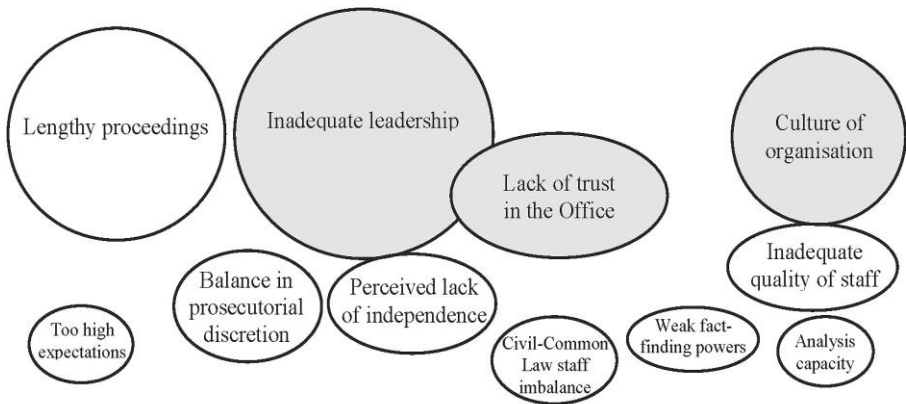 Lengthy proceedings
Inadequate leadership
Culture of
organisation
Lack of trust
in the Office
Inadequate
quality of staff
Balance in
prosecutorial
discretion
Perceived lack
of independence
Too high
expectations
Civil-Common
Law staff
imbalance
Weak fact-
finding powers
Analysis
capacity